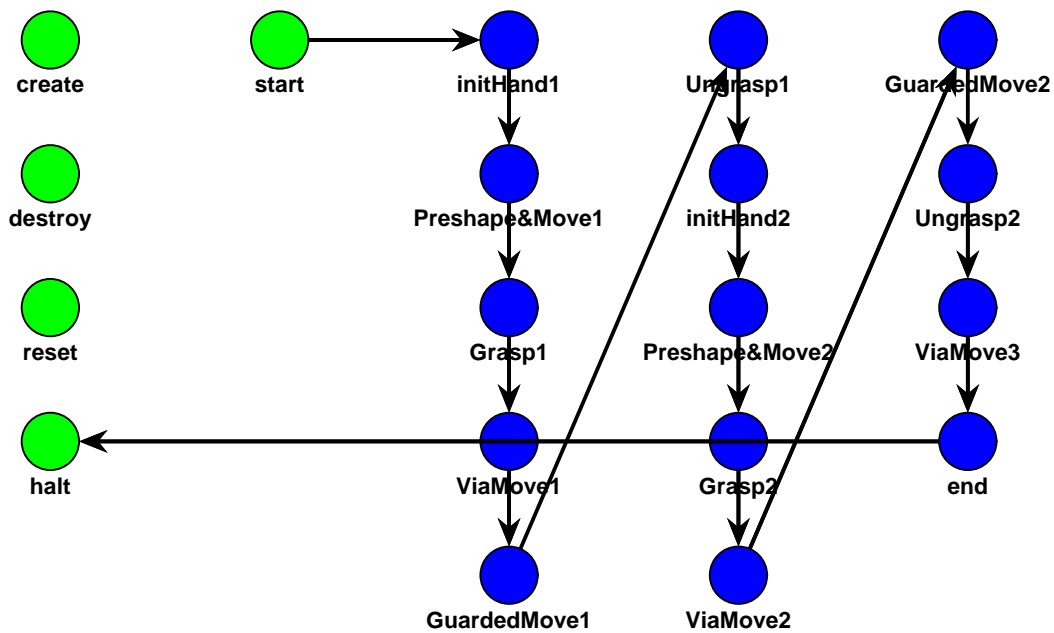 create
start
initHand1
Ungrasp1
GuardedMove2
destroy
Preshape&Move1
initHand2
Ungrasp2
reset
Grasp1
Preshape&Move2
ViaMove3
halt
ViaMove1
Grasp2
end
GuardedMove1
ViaMove2